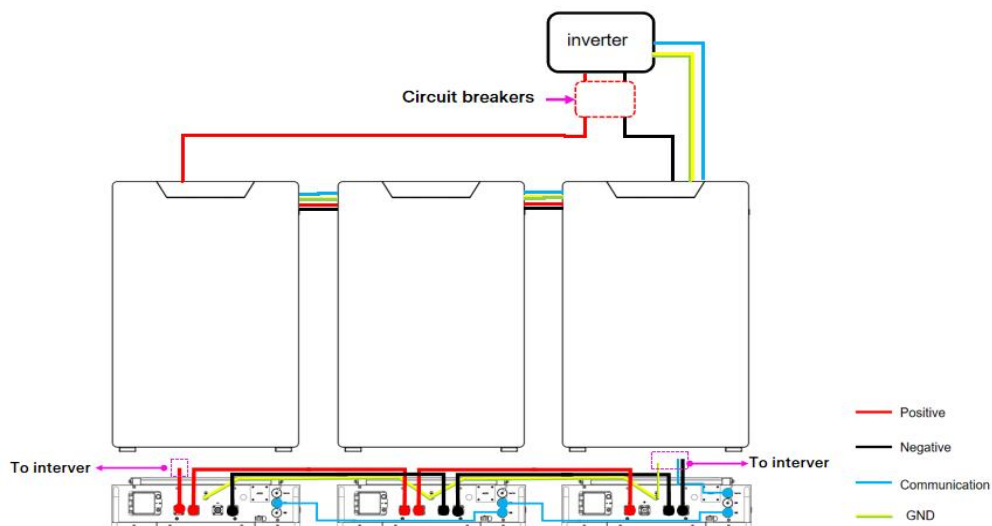 inverter
Circuit breakers
To interver
To interver
Positive
Negative
Communication
GND